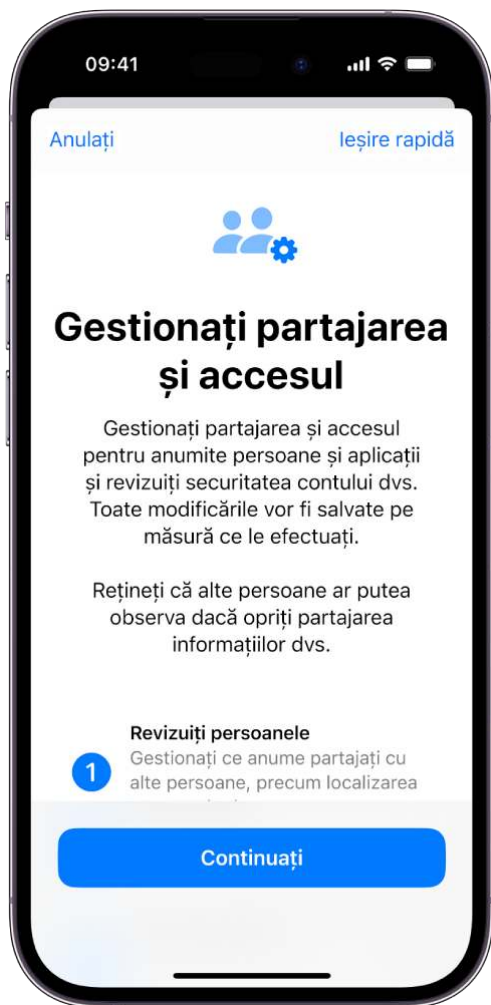 09:41
Anulați
Ieșire rapidă
Gestionați partajarea
și accesul
Gestionați partajarea și accesul
pentru anumite persoane și aplicații
și revizuiți securitatea contului dvs.
Toate modificările vor fi salvate pe
măsură ce le efectuați.
Rețineți că alte persoane ar putea
observa dacă opriți partajarea
informațiilor dvs.
Revizuiți persoanele
1
Gestionați ce anume partajați cu
alte persoane, precum localizarea
Continuați